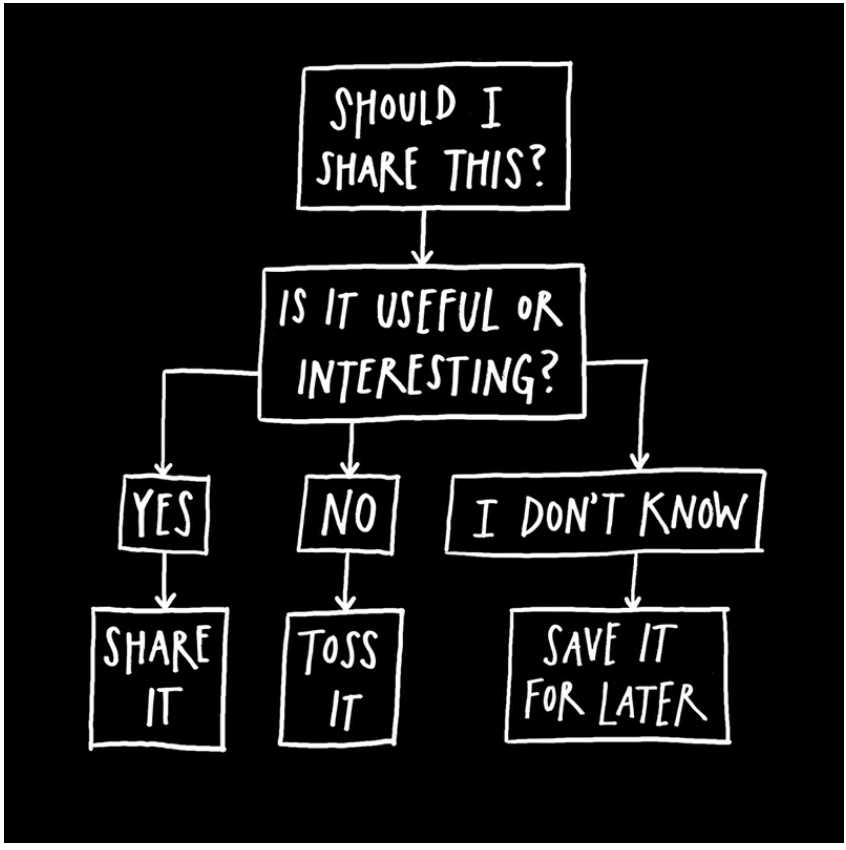 SHOULD I
SHARE THIS?
IS IT USEFUL OR
INTERESTING?
YES
NO
I DON'T KNOW
SHARE
IT
TOSS
IT
SAVE IT
FOR LATER